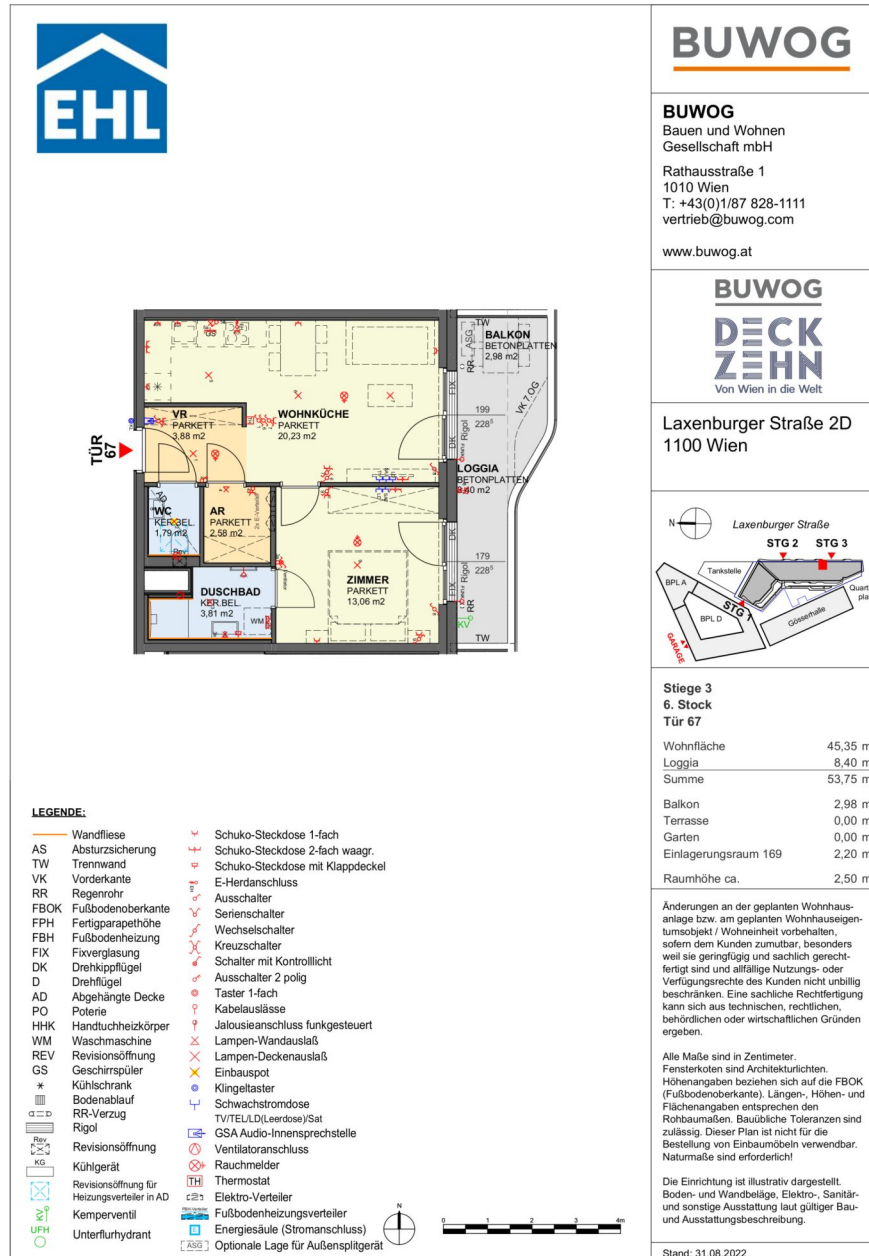 EHL
BUWOG
BUWOG
Bauen und Wohnen
Gesellschaft mbH
Rathausstraße 1
1010 Wien
T: +43(0)1/87 828-1111
vertrieb@buwog.com
www.buwog.at
BUWOG
DECK
ZEHN
Von Wien in die Welt
Laxenburger Straße 2D
1100 Wien
N
Laxenburger Straße
STG 2
STG 3
Tankstelle
BPL A
STG 1
BPL D
Gösserhalle
GARAGE
Stiege 3
6. Stock
Tür 67
Wohnfläche 45,35 m
Loggia 8,40 m
Summe 53,75 m
Balkon 2,98 m
Terrasse 0,00 m
Garten 0,00 m
Einlagerungsraum 169 2,20 m
Raumhöhe ca. 2,50 m
Änderungen an der geplanten Wohnhaus-
anlage bzw. am geplanten Wohnhauseigen-
tumsobjekt / Wohneinheit vorbehalten,
sofern dem Kunden zumutbar, besonders
weil sie geringfügig und sachlich gerecht-
fertigt sind und allfällige Nutzungs- oder
Verfügungsrechte des Kunden nicht unbillig
beschränken. Eine sachliche Rechtfertigung
kann sich aus technischen, rechtlichen,
behördlichen oder wirtschaftlichen Gründen
ergeben.
Alle Maße sind in Zentimeter.
Fensterkoten sind Architekturlichten.
Höhenangaben beziehen sich auf die FBOK
(Fußbodenoberkante). Längen-, Höhen- und
Flächenangaben entsprechen den
Rohbaumaßen. Bauübliche Toleranzen sind
zulässig. Dieser Plan ist nicht für die
Bestellung von Einbaumöbeln verwendbar.
Naturmaße sind erforderlich!
Die Einrichtung ist illustrativ dargestellt.
Boden- und Wandbeläge, Elektro-, Sanitär-
und sonstige Ausstattung laut gültiger Bau-
und Ausstattungsbeschreibung.
Stand: 31.08.2022
TÜR
67
VR
PARKETT
3,88 m2
WOHNKÜCHE
PARKETT
20,23 m2
WC
KER.BEL.
1,79 m2
AR
PARKETT
2,58 m2
DUSCHBAD
KER.BEL.
3,81 m2
ZIMMER
PARKETT
13,06 m2
BALKON
BETONPLATTEN
2,98 m2
LOGGIA
BETONPLATTEN
8,40 m2
TW
ASG
RR
FIX
199
228⁵
DK
Rigol
VK 7.OG
DK
179
228⁵
FIX
Rigol
RR
KV
TW
GS
AD
Rev
WM
LEGENDE:
Wandfliese
AS Absturzsicherung
TW Trennwand
VK Vorderkante
RR Regenrohr
FBOK Fußbodenoberkante
FPH Fertigparapethöhe
FBH Fußbodenheizung
FIX Fixverglasung
DK Drehkippflügel
D Drehflügel
AD Abgehängte Decke
PO Poterie
HHK Handtuchheizkörper
WM Waschmaschine
REV Revisionsöffnung
GS Geschirrspüler
Kühlschrank
Bodenablauf
RR-Verzug
Rigol
Rev Revisionsöffnung
KG Kühlgerät
Revisionsöffnung für
Heizungsverteiler in AD
KV Kemperventil
UFH Unterflurhydrant
Schuko-Steckdose 1-fach
Schuko-Steckdose 2-fach waagr.
Schuko-Steckdose mit Klappdeckel
E-Herdanschluss
Ausschalter
Serienschalter
Wechselschalter
Kreuzschalter
Schalter mit Kontrolllicht
Ausschalter 2 polig
Taster 1-fach
Kabelauslässe
Jalousieanschluss funkgesteuert
Lampen-Wandauslaß
Lampen-Deckenauslaß
Einbauspot
Klingeltaster
Schwachstromdose
TV/TEL/LD(Leerdose)/Sat
GSA Audio-Innensprechstelle
Ventilatoranschluss
Rauchmelder
TH Thermostat
Elektro-Verteiler
Fußbodenheizungsverteiler
Energiesäule (Stromanschluss)
ASG Optionale Lage für Außensplitgerät
N
0 1 2 3 4m